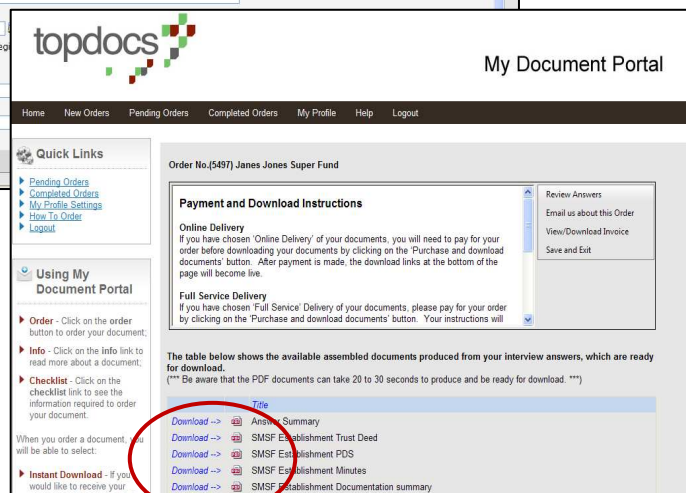 topdocs
My Document Portal
Home New Orders Pending Orders Completed Orders My Profile Help Logout
Quick Links
Pending Orders
Completed Orders
My Profile Settings
How To Order
Logout
Using My
Document Portal
Order - Click on the order
button to order your document;
Info - Click on the info link to
read more about a document;
Checklist - Click on the
checklist link to see the
information required to order
your document.
When you order a document, you
will be able to select:
Instant Download - If you
would like to receive your
Order No.(5497) Janes Jones Super Fund
Payment and Download Instructions
Online Delivery
If you have chosen 'Online Delivery' of your documents, you will need to pay for your
order before downloading your documents by clicking on the 'Purchase and download
documents' button. After payment is made, the download links at the bottom of the
page will become live.
Full Service Delivery
If you have chosen 'Full Service' Delivery of your documents, please pay for your order
by clicking on the 'Purchase and download documents' button. Your instructions will
Review Answers
Email us about this Order
View/Download Invoice
Save and Exit
The table below shows the available assembled documents produced from your interview answers, which are ready
for download.
(*** Be aware that the PDF documents can take 20 to 30 seconds to produce and be ready for download. ***)
Title
Download --> Answer Summary
Download --> SMSF Establishment Trust Deed
Download --> SMSF Establishment PDS
Download --> SMSF Establishment Minutes
Download --> SMSF Establishment Documentation summary